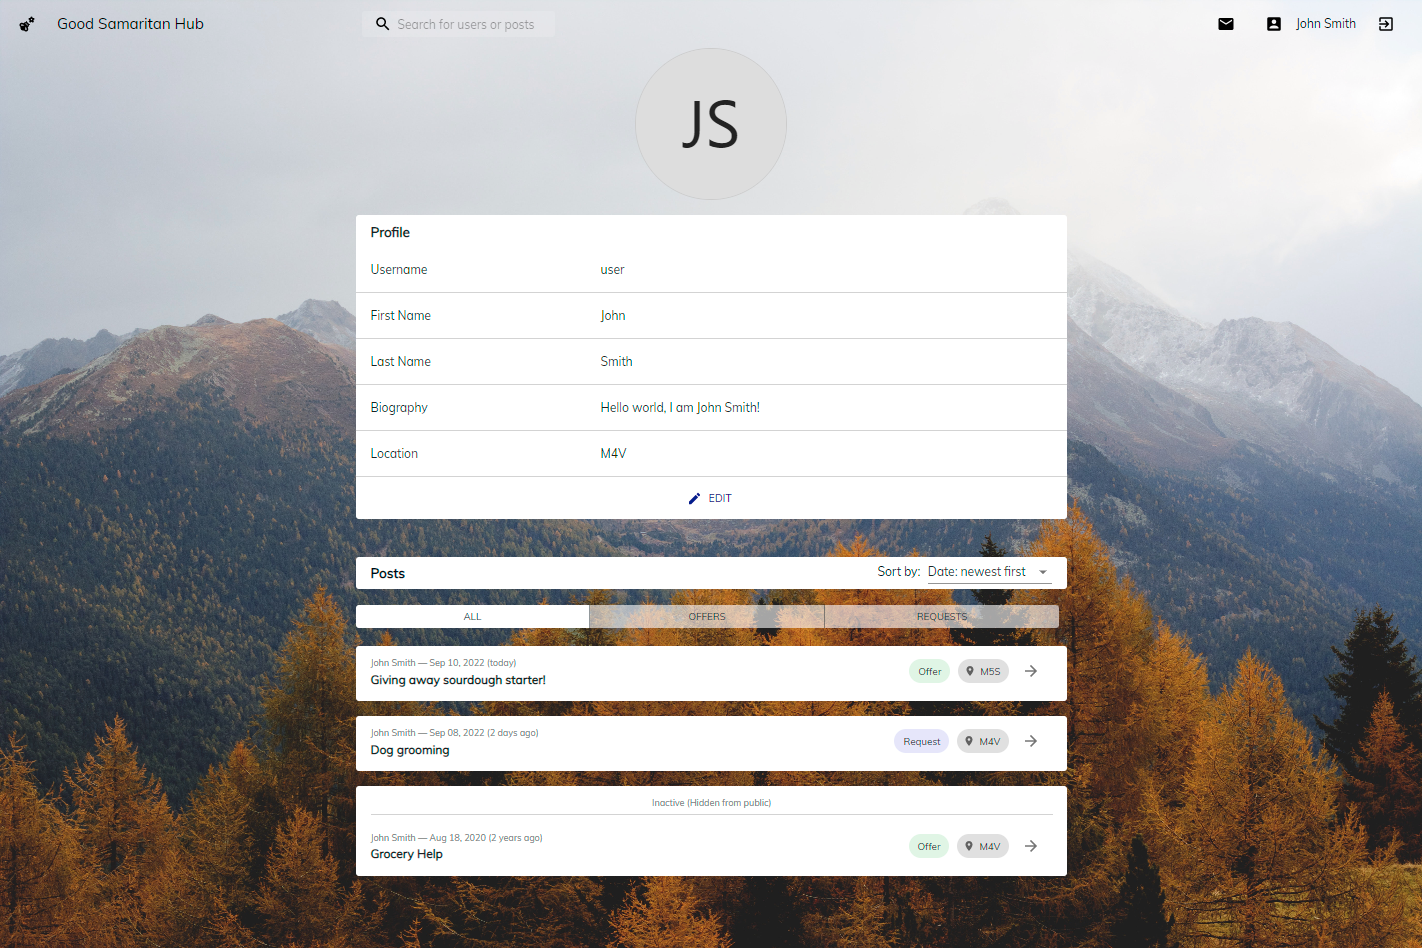 Good Samaritan Hub
Search for users or posts
John Smith
JS
Profile
Username user
First Name John
Last Name Smith
Biography Hello world, I am John Smith!
Location M4V
EDIT
Posts Sort by: Date: newest first
ALL OFFERS REQUESTS
John Smith — Sep 10, 2022 (today)
Giving away sourdough starter!
Offer M5S
John Smith — Sep 08, 2022 (2 days ago)
Dog grooming
Request M4V
Inactive (Hidden from public)
John Smith — Aug 18, 2020 (2 years ago)
Grocery Help
Offer M4V